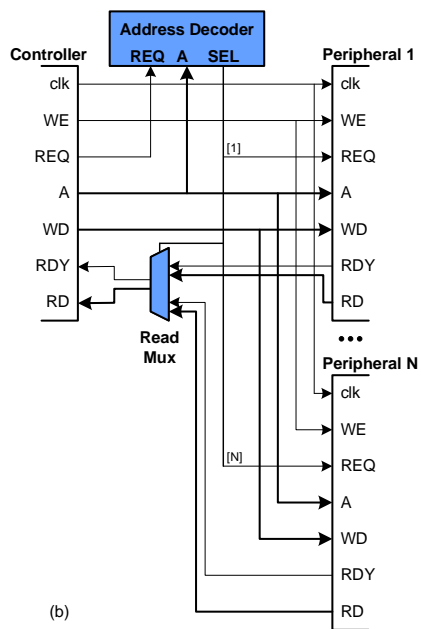 Address Decoder
REQ A SEL
Controller
clk
WE
REQ
A
WD
RDY
RD
Peripheral 1
clk
WE
[1]
REQ
A
WD
RDY
RD
Read
Mux
•••
Peripheral N
clk
WE
[N]
REQ
A
WD
RDY
RD
(b)